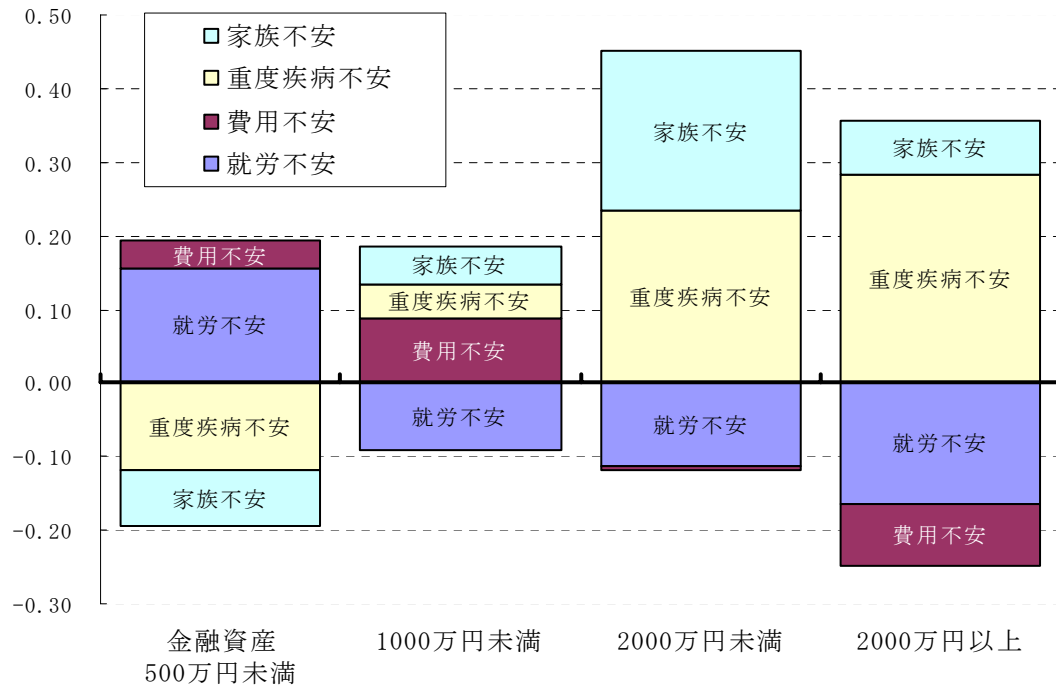 0.50
0.40
0.30
0.20
0.10
0.00
-0.10
-0.20
-0.30
家族不安
重度疾病不安
費用不安
就労不安
費用不安
就労不安
重度疾病不安
家族不安
家族不安
重度疾病不安
費用不安
就労不安
家族不安
重度疾病不安
就労不安
家族不安
重度疾病不安
就労不安
費用不安
金融資産
500万円未満
1000万円未満
2000万円未満
2000万円以上